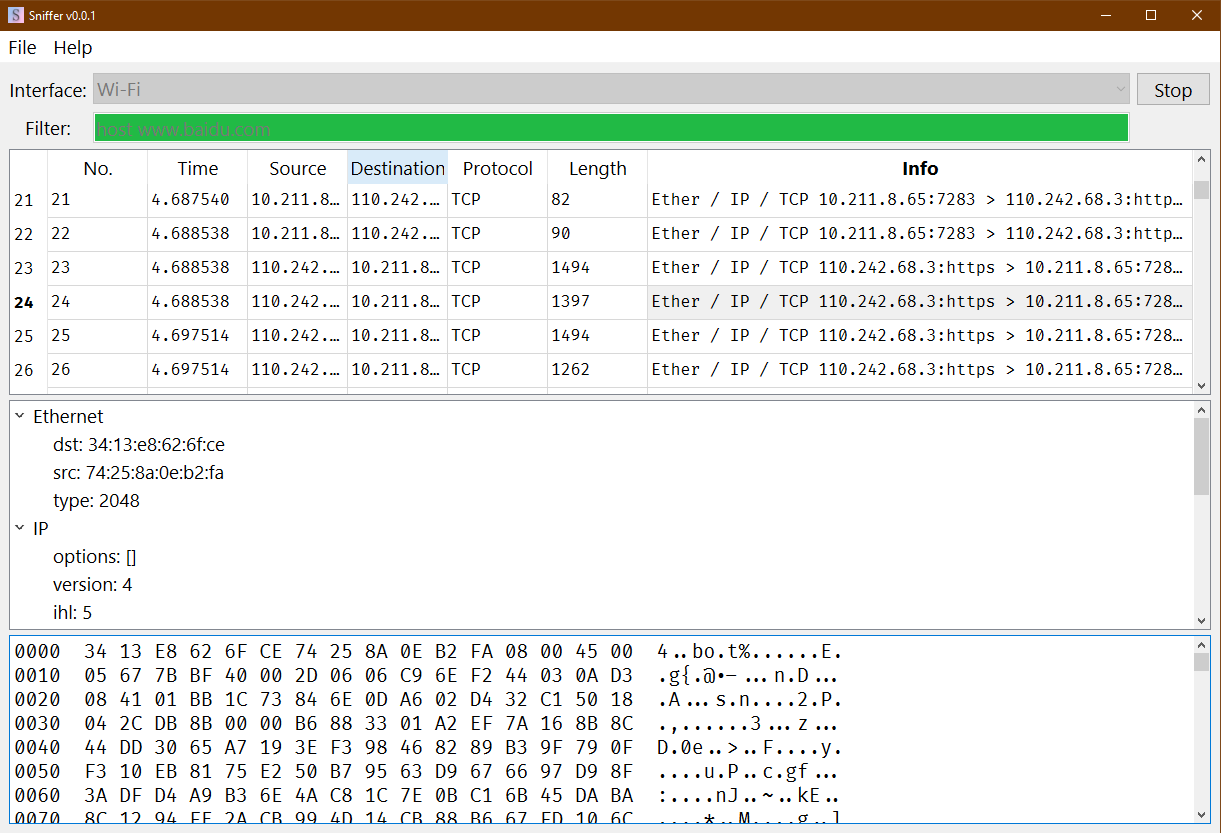 S Sniffer v0.0.1
File Help
Interface: Wi-Fi Stop
Filter: host www.baidu.com
No. Time Source Destination Protocol Length Info
21 21 4.687540 10.211.8… 110.242.… TCP 82 Ether / IP / TCP 10.211.8.65:7283 > 110.242.68.3:http…
22 22 4.688538 10.211.8… 110.242.… TCP 90 Ether / IP / TCP 10.211.8.65:7283 > 110.242.68.3:http…
23 23 4.688538 110.242.… 10.211.8… TCP 1494 Ether / IP / TCP 110.242.68.3:https > 10.211.8.65:728…
24 24 4.688538 110.242.… 10.211.8… TCP 1397 Ether / IP / TCP 110.242.68.3:https > 10.211.8.65:728…
25 25 4.697514 110.242.… 10.211.8… TCP 1494 Ether / IP / TCP 110.242.68.3:https > 10.211.8.65:728…
26 26 4.697514 110.242.… 10.211.8… TCP 1262 Ether / IP / TCP 110.242.68.3:https > 10.211.8.65:728…
Ethernet
dst: 34:13:e8:62:6f:ce
src: 74:25:8a:0e:b2:fa
type: 2048
IP
options: []
version: 4
ihl: 5
0000 34 13 E8 62 6F CE 74 25 8A 0E B2 FA 08 00 45 00 4..bo.t%......E.
0010 05 67 7B BF 40 00 2D 06 06 C9 6E F2 44 03 0A D3 .g{.@•-...n.D...
0020 08 41 01 BB 1C 73 84 6E 0D A6 02 D4 32 C1 50 18 .A...s.n....2.P.
0030 04 2C DB 8B 00 00 B6 88 33 01 A2 EF 7A 16 8B 8C .,......3...z...
0040 44 DD 30 65 A7 19 3E F3 98 46 82 89 B3 9F 79 0F D.0e..>..F....y.
0050 F3 10 EB 81 75 E2 50 B7 95 63 D9 67 66 97 D9 8F ....u.P..c.gf...
0060 3A DF D4 A9 B3 6E 4A C8 1C 7E 0B C1 6B 45 DA BA :....nJ..~..kE..
0070 8C 12 94 EE 2A CB 99 4D 14 CB 88 B6 67 ED 10 6C ....*..M....g..l